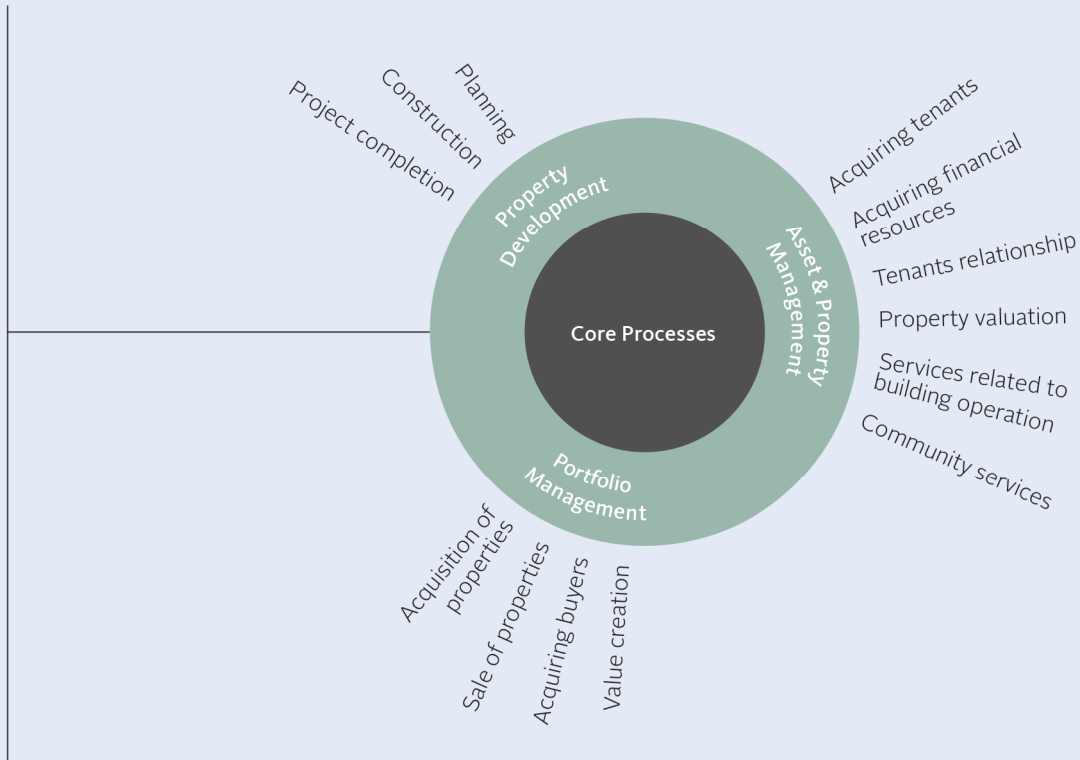 Project completion
Construction
Planning
Property
Development
Acquiring tenants
Acquiring financial
resources
Tenants relationship
Property valuation
Services related to
building operation
Community services
Asset & Property
Management
Core Processes
Portfolio
Management
Acquisition of
properties
Sale of properties
Acquiring buyers
Value creation